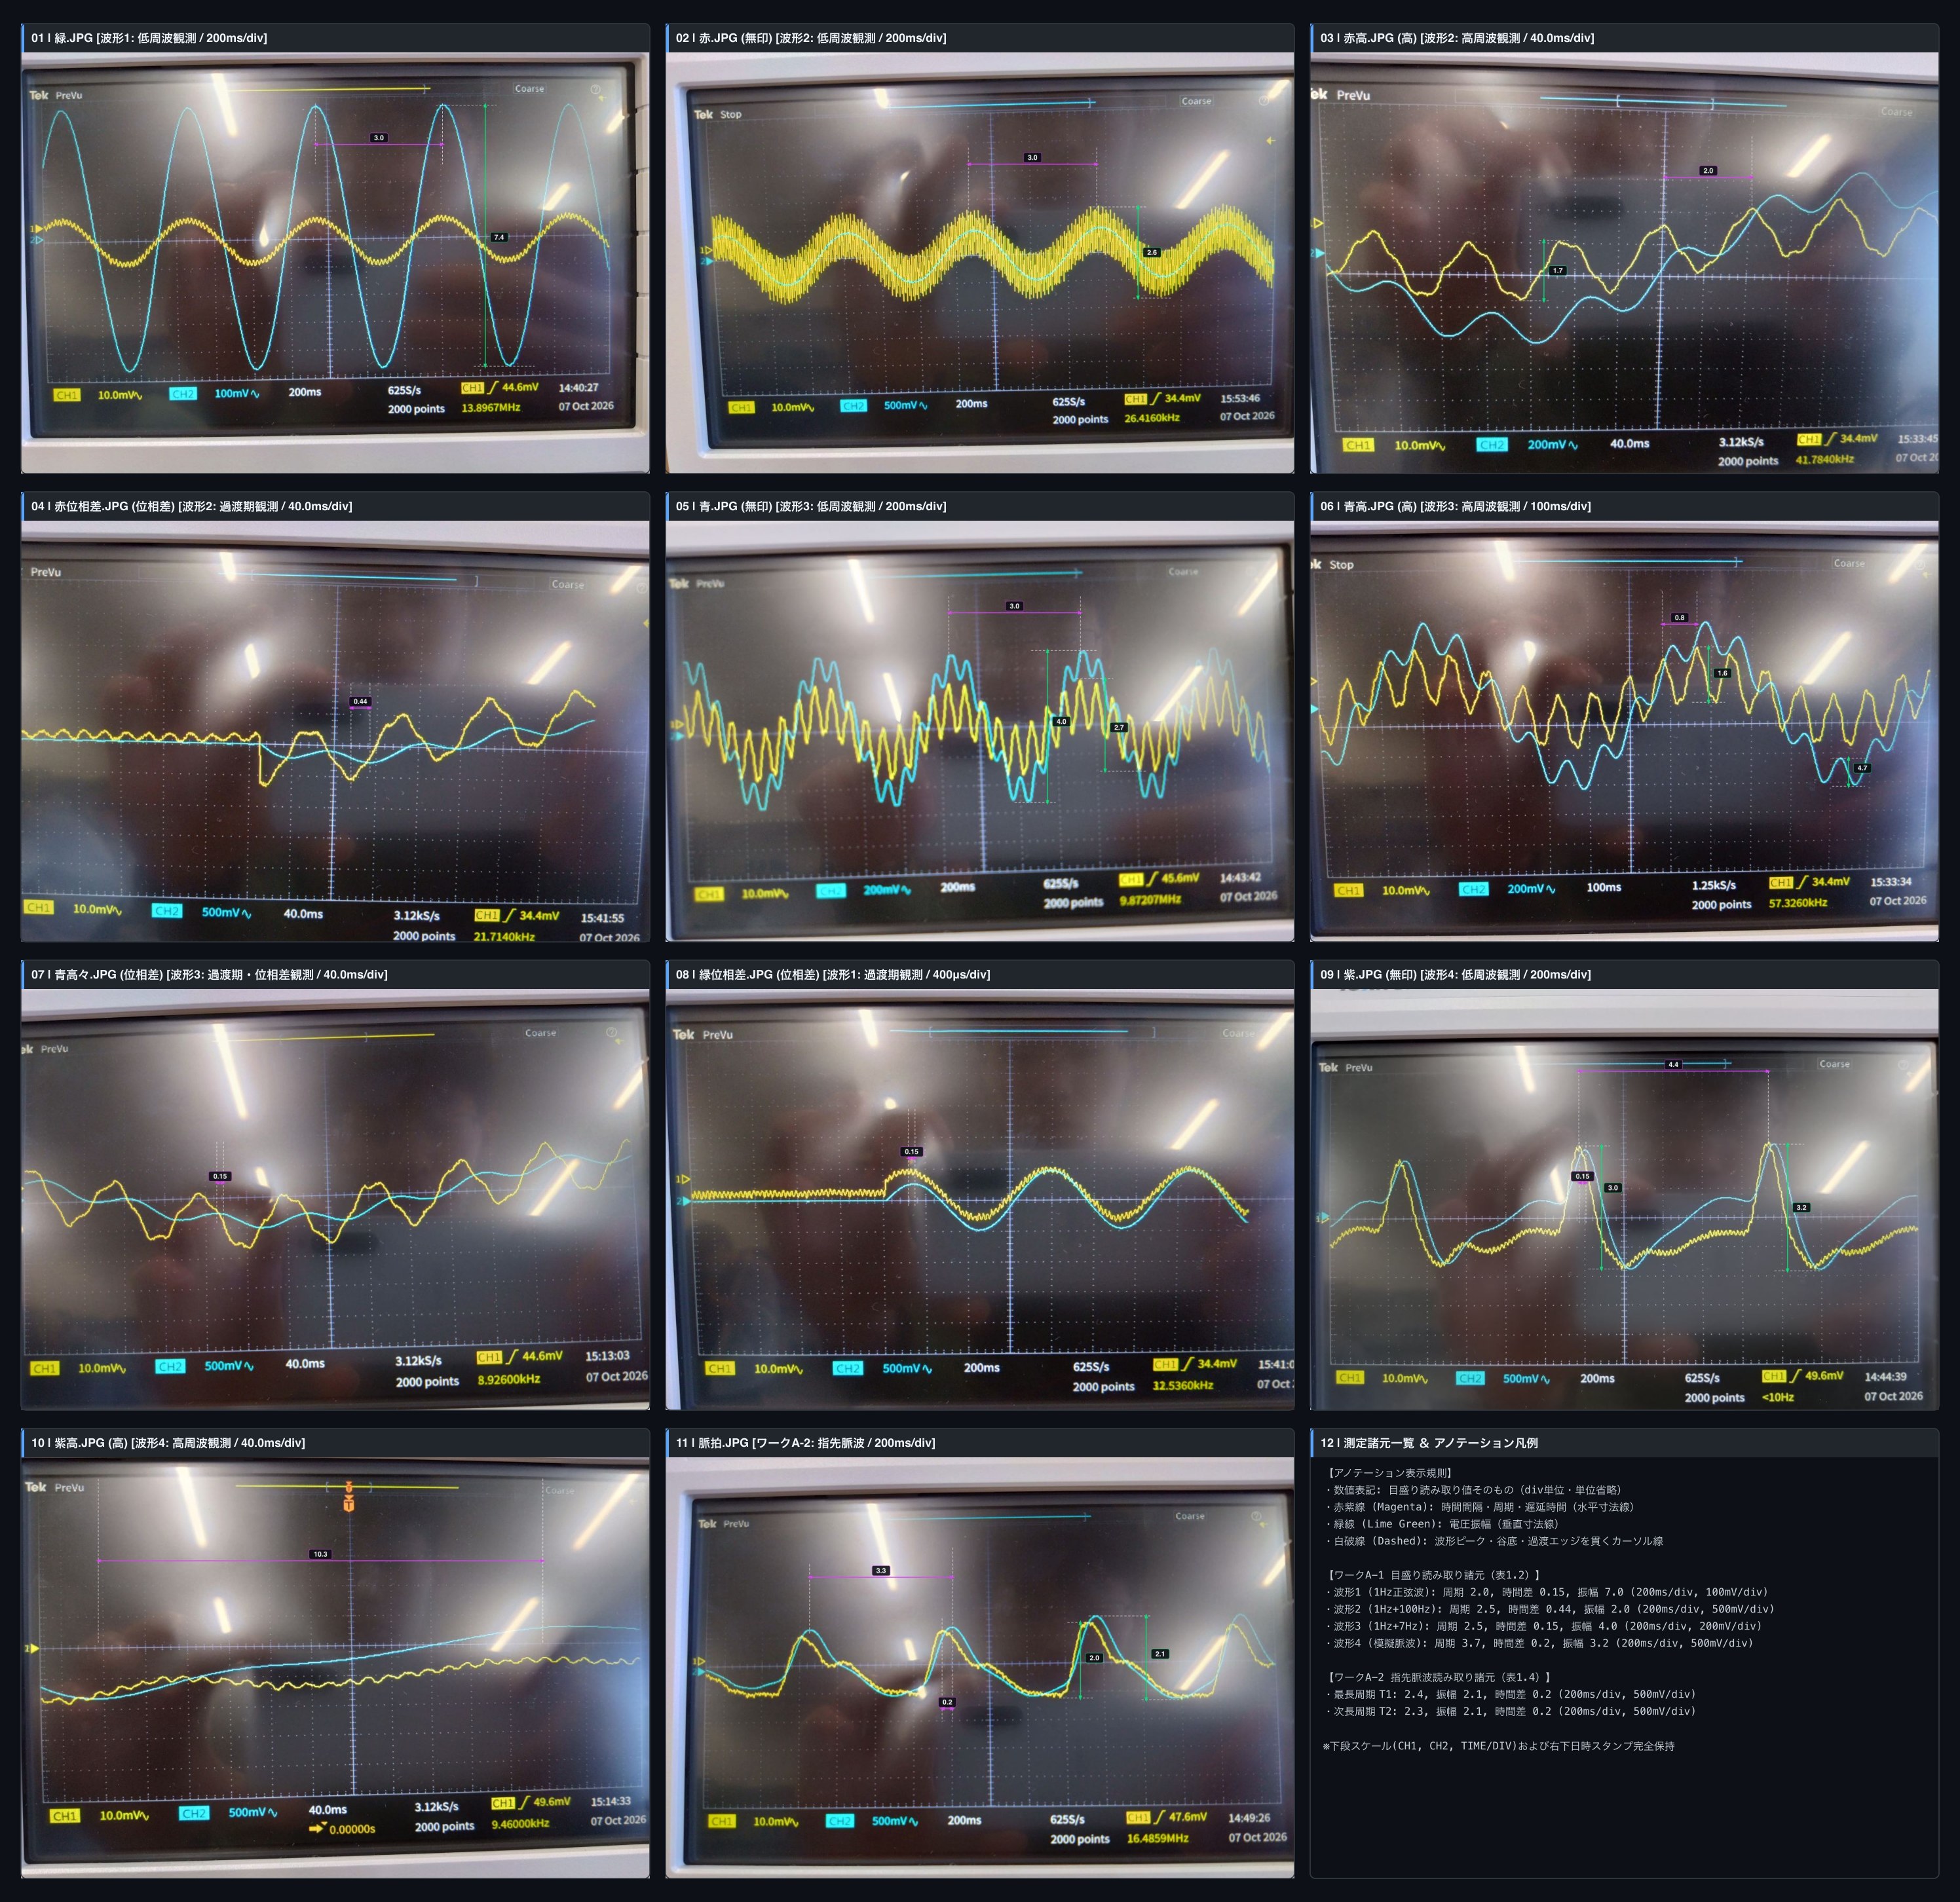 01 | 緑.JPG [波形1: 低周波観測 / 200ms/div]
Tek PreVu
Coarse
3.0
7.4
CH1 10.0mV∿ CH2 100mV∿ 200ms 625S/s CH1 ∫ 44.6mV 14:40:27
2000 points 13.8967MHz 07 Oct 2026
02 | 赤.JPG (無印) [波形2: 低周波観測 / 200ms/div]
Tek Stop
Coarse
3.0
2.6
CH1 10.0mV∿ CH2 500mV∿ 200ms 625S/s CH1 ∫ 34.4mV 15:53:46
2000 points 26.4160kHz 07 Oct 2026
03 | 赤高.JPG (高) [波形2: 高周波観測 / 40.0ms/div]
ek PreVu
Coarse
2.0
1.7
CH1 10.0mV∿ CH2 200mV∿ 40.0ms 3.12kS/s CH1 ∫ 34.4mV 15:33:45
2000 points 41.7840kHz 07 Oct 20
04 | 赤位相差.JPG (位相差) [波形2: 過渡期観測 / 40.0ms/div]
PreVu
Coarse
0.44
CH1 10.0mV∿ CH2 500mV∿ 40.0ms 3.12kS/s CH1 ∫ 34.4mV 15:41:55
2000 points 21.7140kHz 07 Oct 2026
05 | 青.JPG (無印) [波形3: 低周波観測 / 200ms/div]
Tek PreVu
Coarse
3.0
4.0
2.7
CH1 10.0mV∿ CH2 200mV∿ 200ms 625S/s CH1 ∫ 45.6mV 14:43:42
2000 points 9.87207MHz 07 Oct 2026
06 | 青高.JPG (高) [波形3: 高周波観測 / 100ms/div]
ek Stop
Coarse
0.8
1.6
4.7
CH1 10.0mV∿ CH2 200mV∿ 100ms 1.25kS/s CH1 ∫ 34.4mV 15:33:34
2000 points 57.3260kHz 07 Oct 2026
07 | 青高々.JPG (位相差) [波形3: 過渡期・位相差観測 / 40.0ms/div]
ek PreVu
Coarse
0.15
CH1 10.0mV∿ CH2 500mV∿ 40.0ms 3.12kS/s CH1 ∫ 44.6mV 15:13:03
2000 points 8.92600kHz 07 Oct 2026
08 | 緑位相差.JPG (位相差) [波形1: 過渡期観測 / 400μs/div]
Tek PreVu
Coarse
0.15
CH1 10.0mV∿ CH2 500mV∿ 200ms 625S/s CH1 ∫ 34.4mV 15:41:0
2000 points 12.5360kHz 07 Oct
09 | 紫.JPG (無印) [波形4: 低周波観測 / 200ms/div]
Tek PreVu
Coarse
4.4
0.15
3.0
3.2
CH1 10.0mV∿ CH2 500mV∿ 200ms 625S/s CH1 ∫ 49.6mV 14:44:39
2000 points <10Hz 07 Oct 2026
10 | 紫高.JPG (高) [波形4: 高周波観測 / 40.0ms/div]
Tek PreVu
Coarse
10.3
CH1 10.0mV∿ CH2 500mV∿ 40.0ms 3.12kS/s CH1 ∫ 49.6mV 15:14:33
0.00000s 2000 points 9.46000kHz 07 Oct 2026
11 | 脈拍.JPG [ワークA-2: 指先脈波 / 200ms/div]
Tek PreVu
Coarse
3.3
2.0
2.1
0.2
CH1 10.0mV∿ CH2 500mV∿ 200ms 625S/s CH1 ∫ 47.6mV 14:49:26
2000 points 16.4859MHz 07 Oct 2026
12 | 測定諸元一覧 & アノテーション凡例
【アノテーション表示規則】
・数値表記: 目盛り読み取り値そのもの (div単位・単位省略)
・赤紫線 (Magenta): 時間間隔・周期・遅延時間 (水平寸法線)
・緑線 (Lime Green): 電圧振幅 (垂直寸法線)
・白破線 (Dashed): 波形ピーク・谷底・過渡エッジを貫くカーソル線
【ワークA-1 目盛り読み取り諸元 (表1.2) 】
・波形1 (1Hz正弦波): 周期 2.0, 時間差 0.15, 振幅 7.0 (200ms/div, 100mV/div)
・波形2 (1Hz+100Hz): 周期 2.5, 時間差 0.44, 振幅 2.0 (200ms/div, 500mV/div)
・波形3 (1Hz+7Hz): 周期 2.5, 時間差 0.15, 振幅 4.0 (200ms/div, 200mV/div)
・波形4 (模擬脈波): 周期 3.7, 時間差 0.2, 振幅 3.2 (200ms/div, 500mV/div)
【ワークA-2 指先脈波読み取り諸元 (表1.4) 】
・最長周期 T1: 2.4, 振幅 2.1, 時間差 0.2 (200ms/div, 500mV/div)
・次長周期 T2: 2.3, 振幅 2.1, 時間差 0.2 (200ms/div, 500mV/div)
※下段スケール(CH1, CH2, TIME/DIV)および右下日時スタンプ完全保持